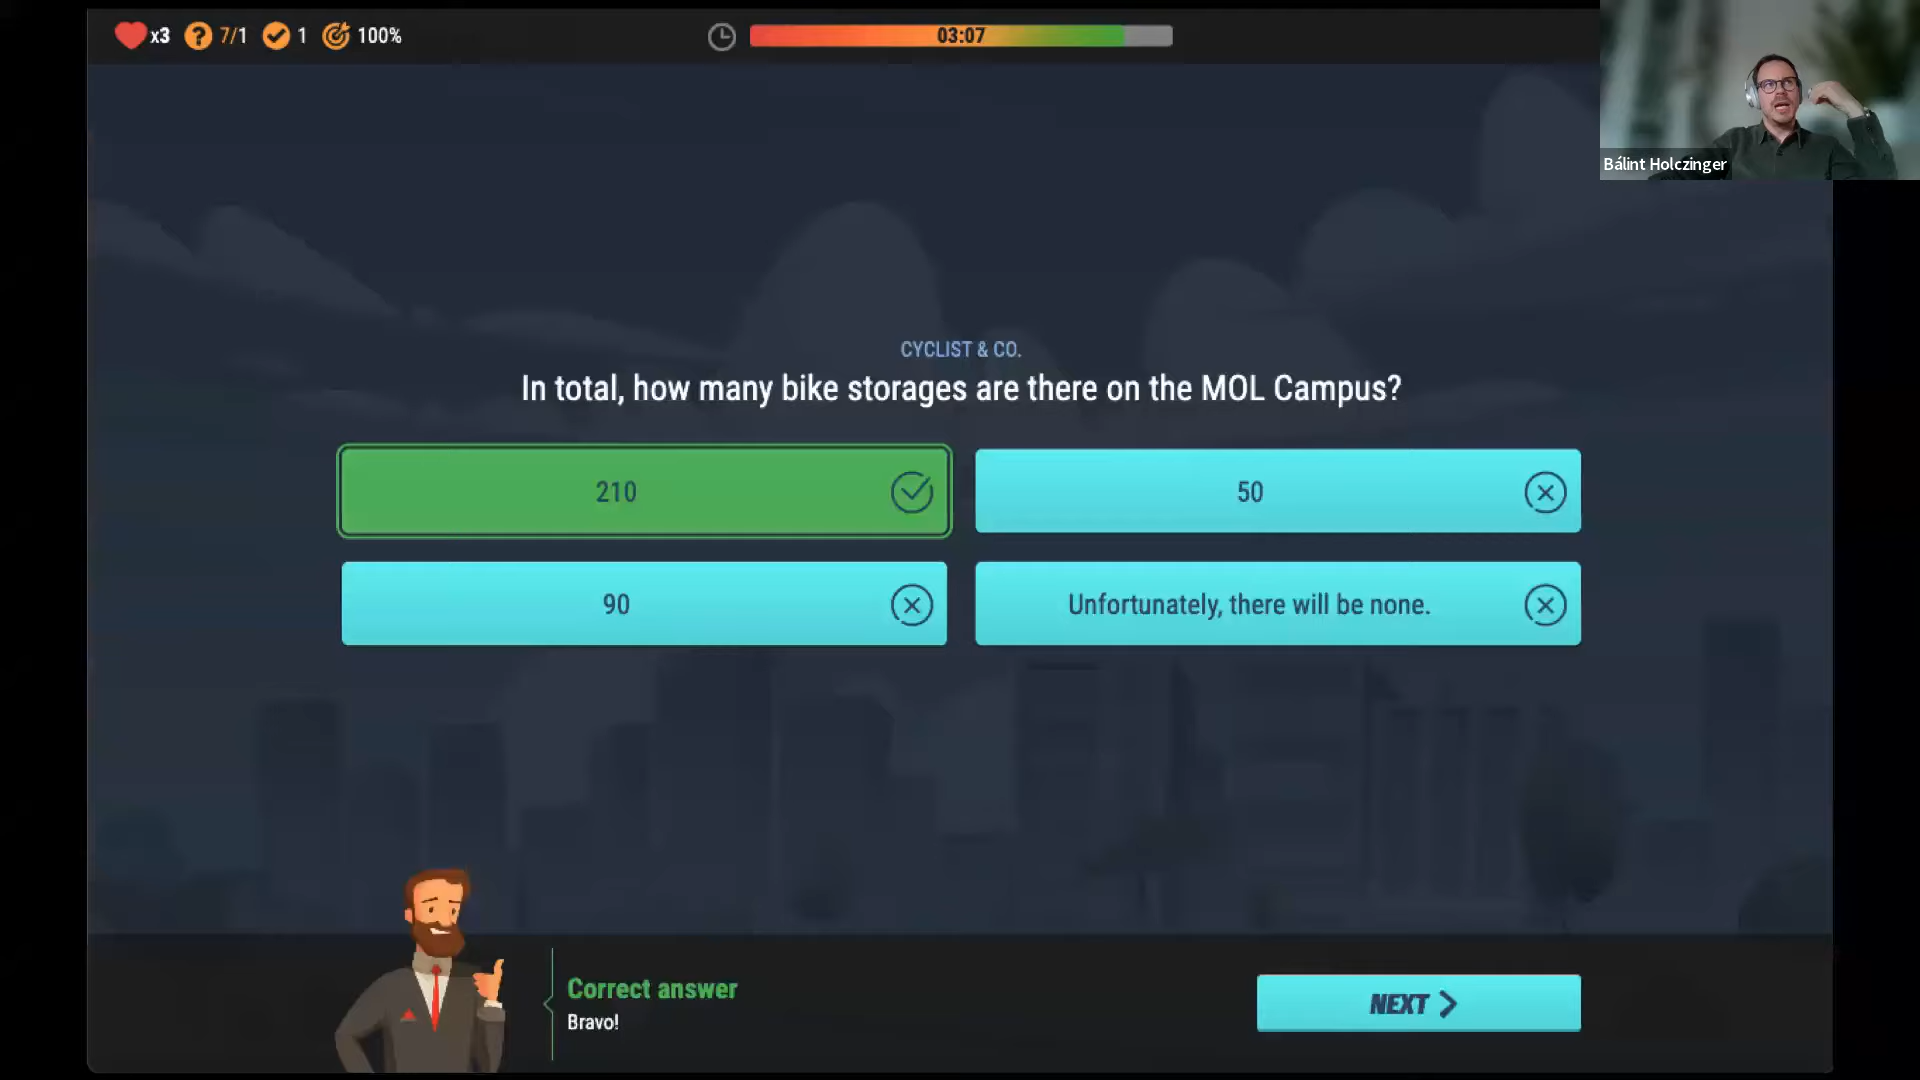 x3 7/1 1 100%
03:07
Bálint Holczinger
CYCLIST & CO.
In total, how many bike storages are there on the MOL Campus?
210
50
90
Unfortunately, there will be none.
Correct answer
Bravo!
NEXT